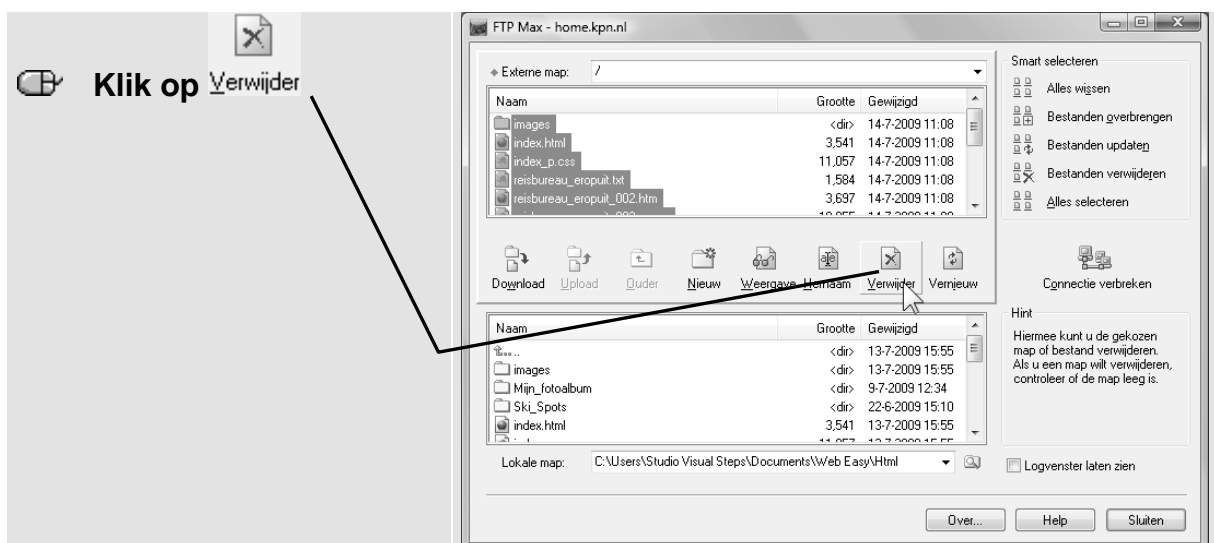 Klik op Verwijder
FTP Max - home.kpn.nl
Externe map: /
Naam Grootte Gewijzigd
images <dir> 14-7-2009 11:08
index.html 3,541 14-7-2009 11:08
index_p.css 11,057 14-7-2009 11:08
reisbureau_eropuit.txt 1,584 14-7-2009 11:08
reisbureau_eropuit_002.htm 3,697 14-7-2009 11:08
Download Upload Ouder Nieuw Weergave Hernaam Verwijder Vernieuw
Naam Grootte Gewijzigd
.. <dir> 13-7-2009 15:55
images <dir> 13-7-2009 15:55
Mijn_fotoalbum <dir> 9-7-2009 12:34
Ski_Spots <dir> 22-6-2009 15:10
index.html 3,541 13-7-2009 15:55
Lokale map: C:\Users\Studio Visual Steps\Documents\Web Easy\Html
Smart selecteren
Alles wissen
Bestanden overbrengen
Bestanden updaten
Bestanden verwijderen
Alles selecteren
Connectie verbreken
Hint
Hiermee kunt u de gekozen
map of bestand verwijderen.
Als u een map wilt verwijderen,
controleer of de map leeg is.
Logvenster laten zien
Over... Help Sluiten